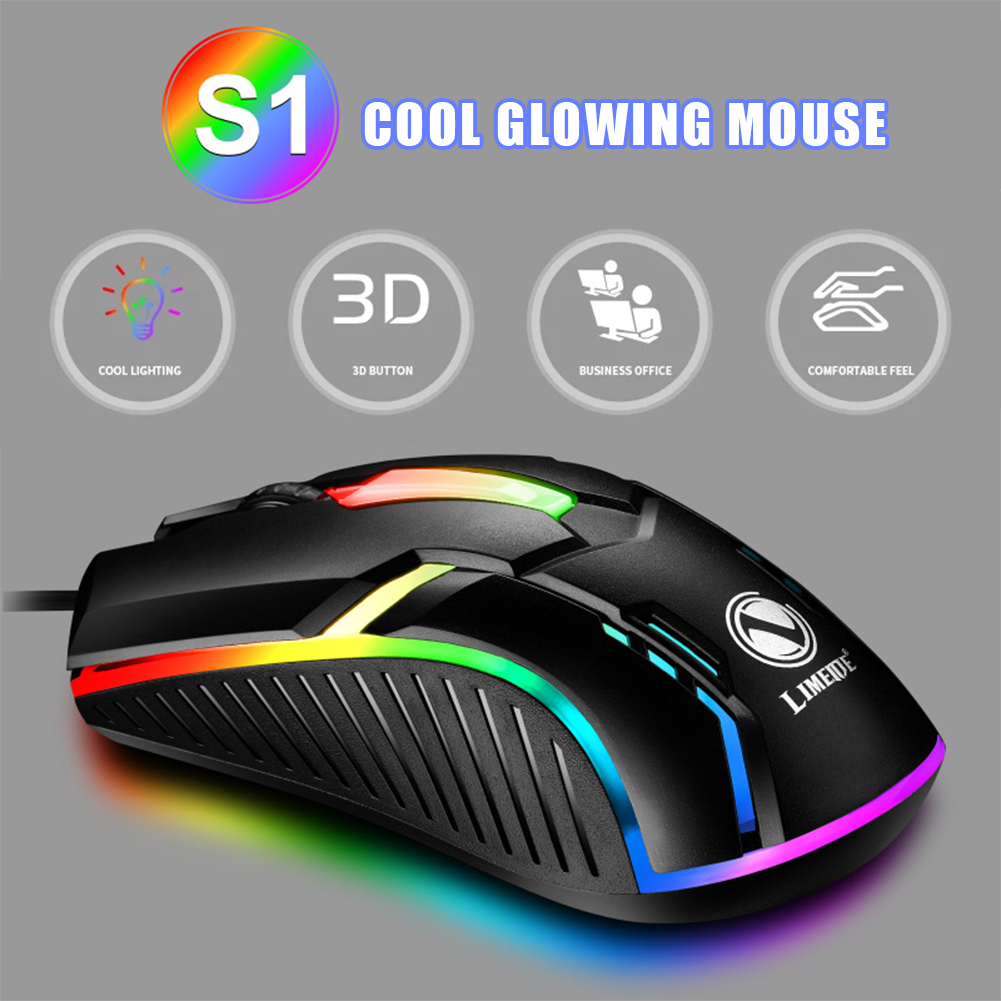 S1
COOL GLOWING MOUSE
3D
COOL LIGHTING
3D BUTTON
BUSINESS OFFICE
COMFORTABLE FEEL
LIMEIDE